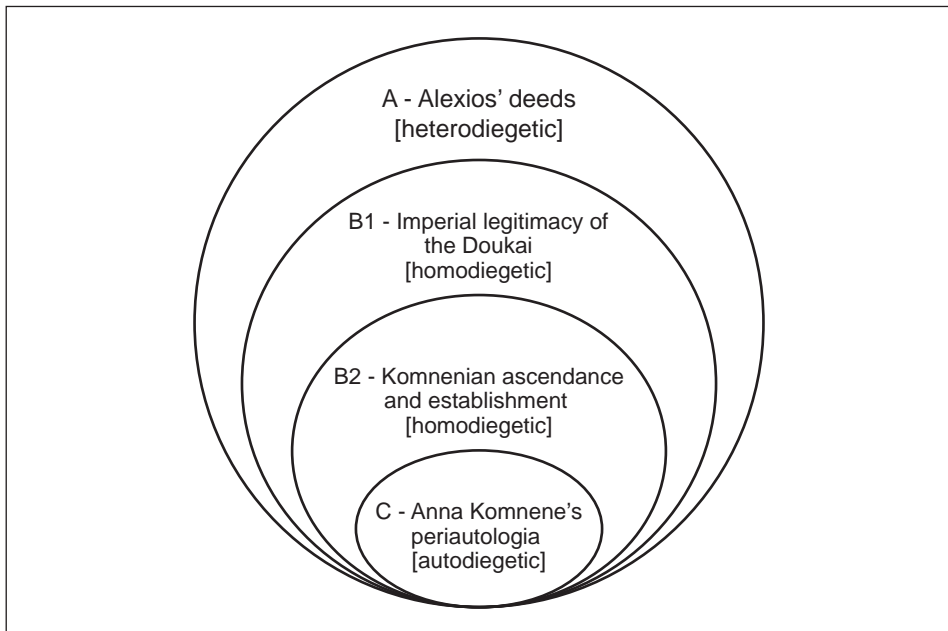 A - Alexios’ deeds
[heterodiegetic]
B1 - Imperial legitimacy of
the Doukai
[homodiegetic]
B2 - Komnenian ascendance
and establishment
[homodiegetic]
C - Anna Komnene’s
periautologia
[autodiegetic]